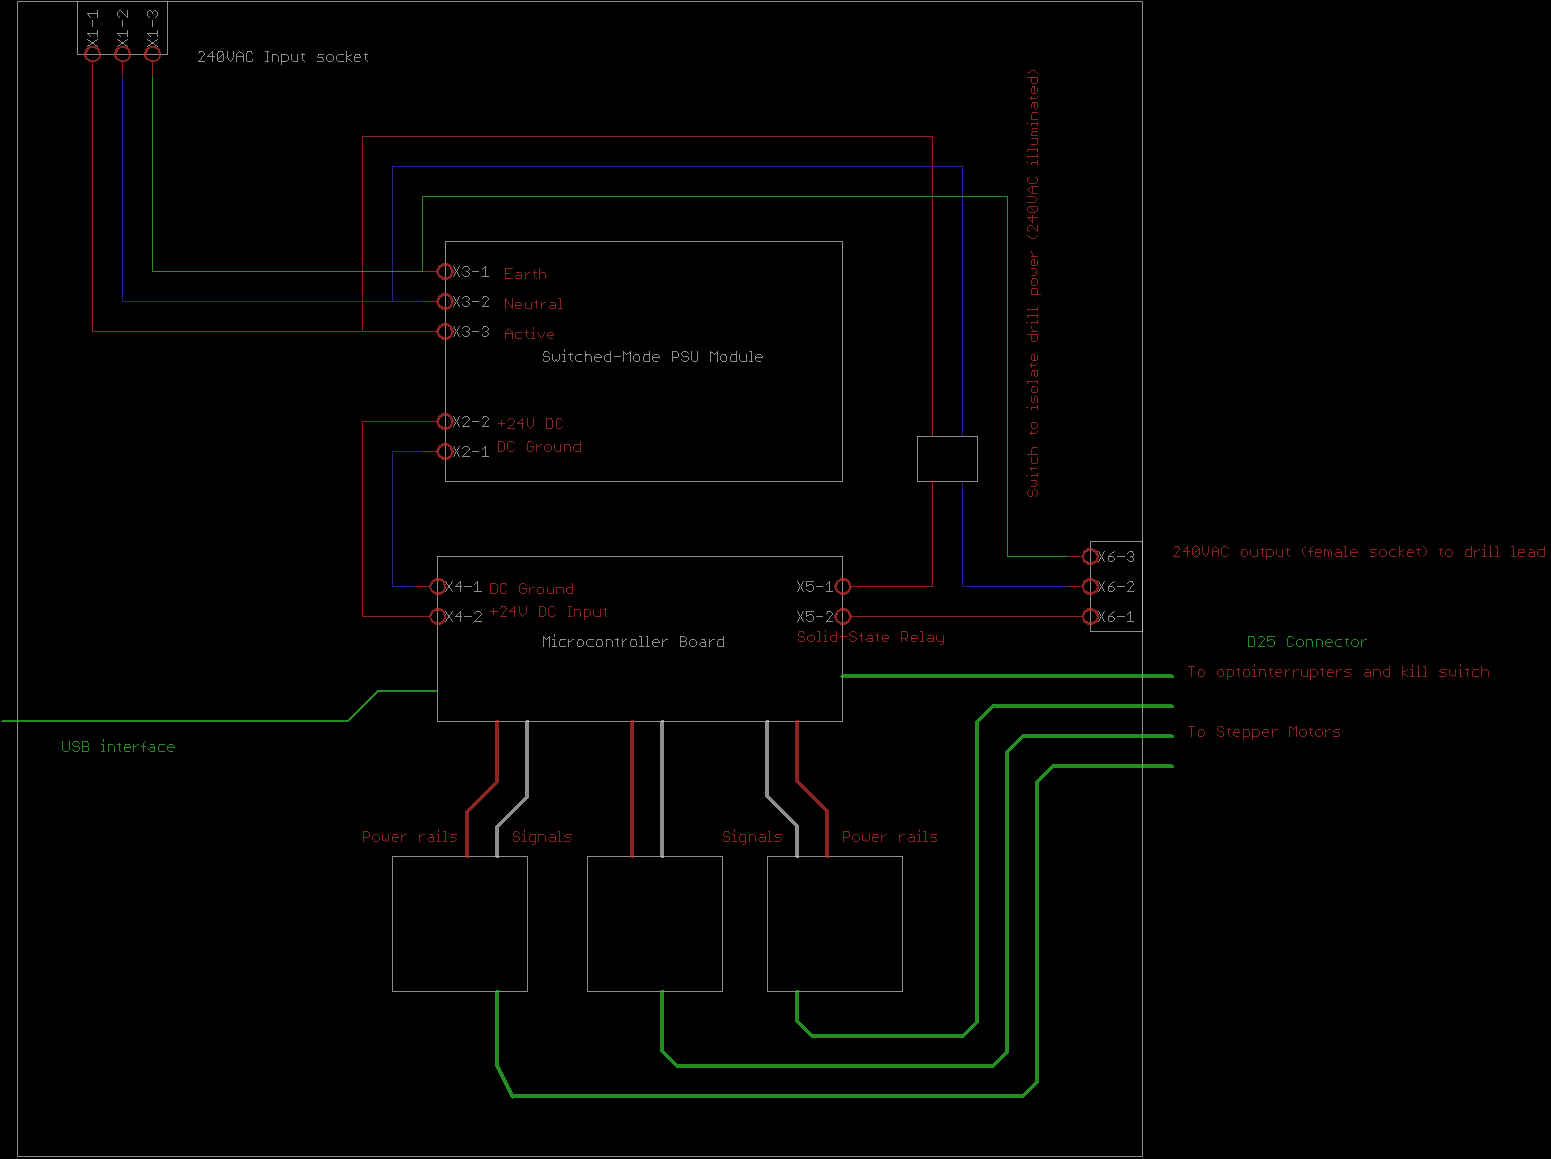 X1-1
X1-2
X1-3
240VAC Input socket
Switch to isolate drill power (240VAC illuminated)
X3-1 Earth
X3-2 Neutral
X3-3 Active
Switched-Mode PSU Module
X2-2 +24V DC
X2-1 DC Ground
X6-3
240VAC output (female socket) to drill lead
X4-1 DC Ground
X5-1
X6-2
X4-2 +24V DC Input
X5-2
X6-1
Solid-State Relay
Microcontroller Board
D25 Connector
To optointerrupters and kill switch
To Stepper Motors
USB interface
Power rails
Signals
Signals
Power rails